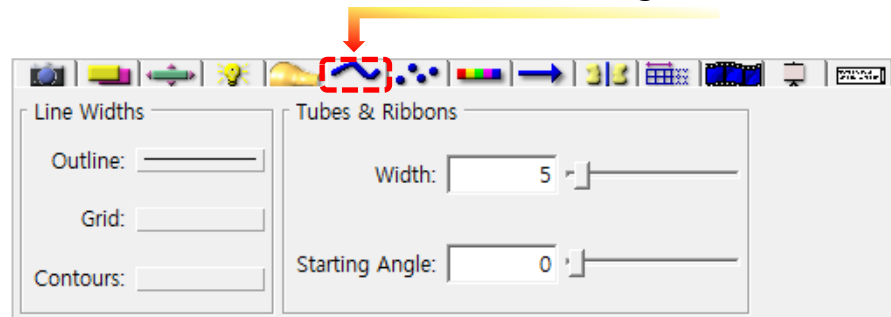 Line Widths
Tubes & Ribbons
Outline:
Width: 5
Grid:
Starting Angle: 0
Contours: